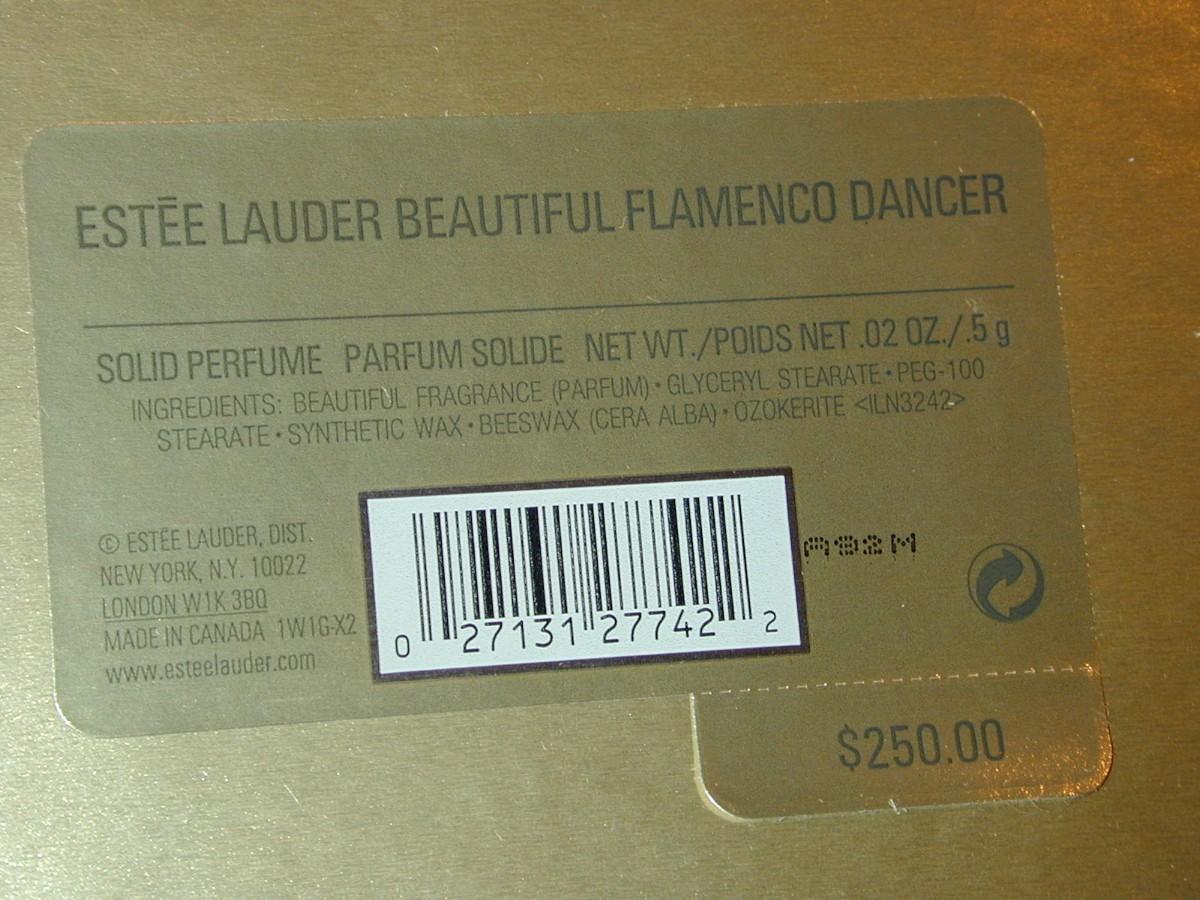 ESTĒE LAUDER BEAUTIFUL FLAMENCO DANCER
SOLID PERFUME PARFUM SOLIDE NET WT./POIDS NET .02 OZ./.5 g
INGREDIENTS: BEAUTIFUL FRAGRANCE (PARFUM)•GLYCERYL STEARATE•PEG-100
STEARATE•SYNTHETIC WAX•BEESWAX (CERA ALBA)•OZOKERITE <ILN3242>
© ESTĒE LAUDER, DIST.
NEW YORK, N.Y. 10022
LONDON W1K 3BQ
MADE IN CANADA 1W1G-X2
www.esteelauder.com
0 27131 27742 2
$250.00